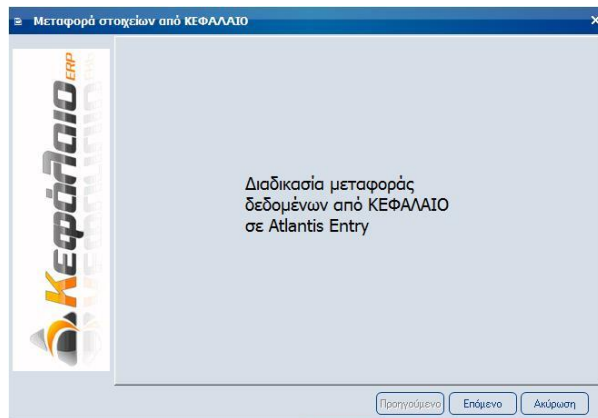 Μεταφορά στοιχείων από ΚΕΦΑΛΑΙΟ
Κεφάλαιο ERP
Διαδικασία μεταφοράς
δεδομένων από ΚΕΦΑΛΑΙΟ
σε Atlantis Entry
Προηγούμενο Επόμενο Ακύρωση